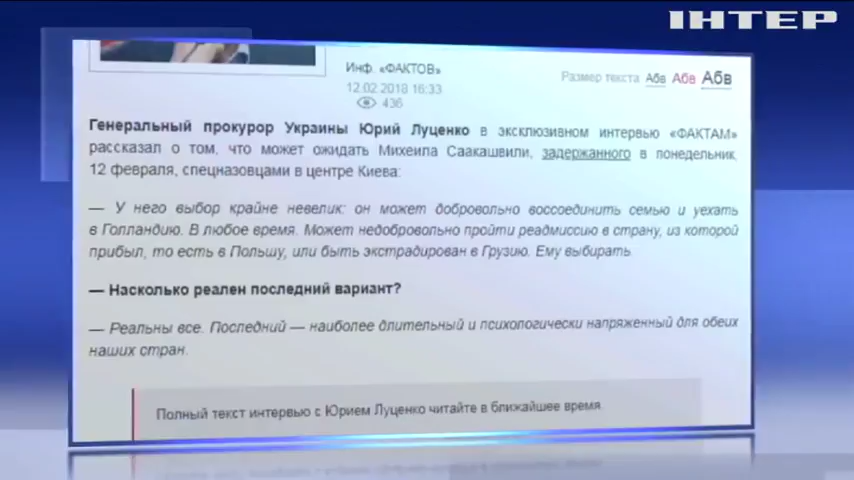 ІНТЕР
Инф. «ФАКТОВ»
12.02.2018 16:33
436
Размер текста Абв Абв Абв
Генеральный прокурор Украины Юрий Луценко в эксклюзивном интервью «ФАКТАМ»
рассказал о том, что может ожидать Михеила Саакашвили, задержанного в понедельник,
12 февраля, спецназовцами в центре Киева:
— У него выбор крайне невелик: он может добровольно воссоединить семью и уехать
в Голландию. В любое время. Может недобровольно пройти реадмиссию в страну, из которой
прибыл, то есть в Польшу, или быть экстрадирован в Грузию. Ему выбирать
— Насколько реален последний вариант?
— Реальны все. Последний — наиболее длительный и психологически напряженный для обеих
наших стран.
Полный текст интервью с Юрием Луценко читайте в ближайшее время